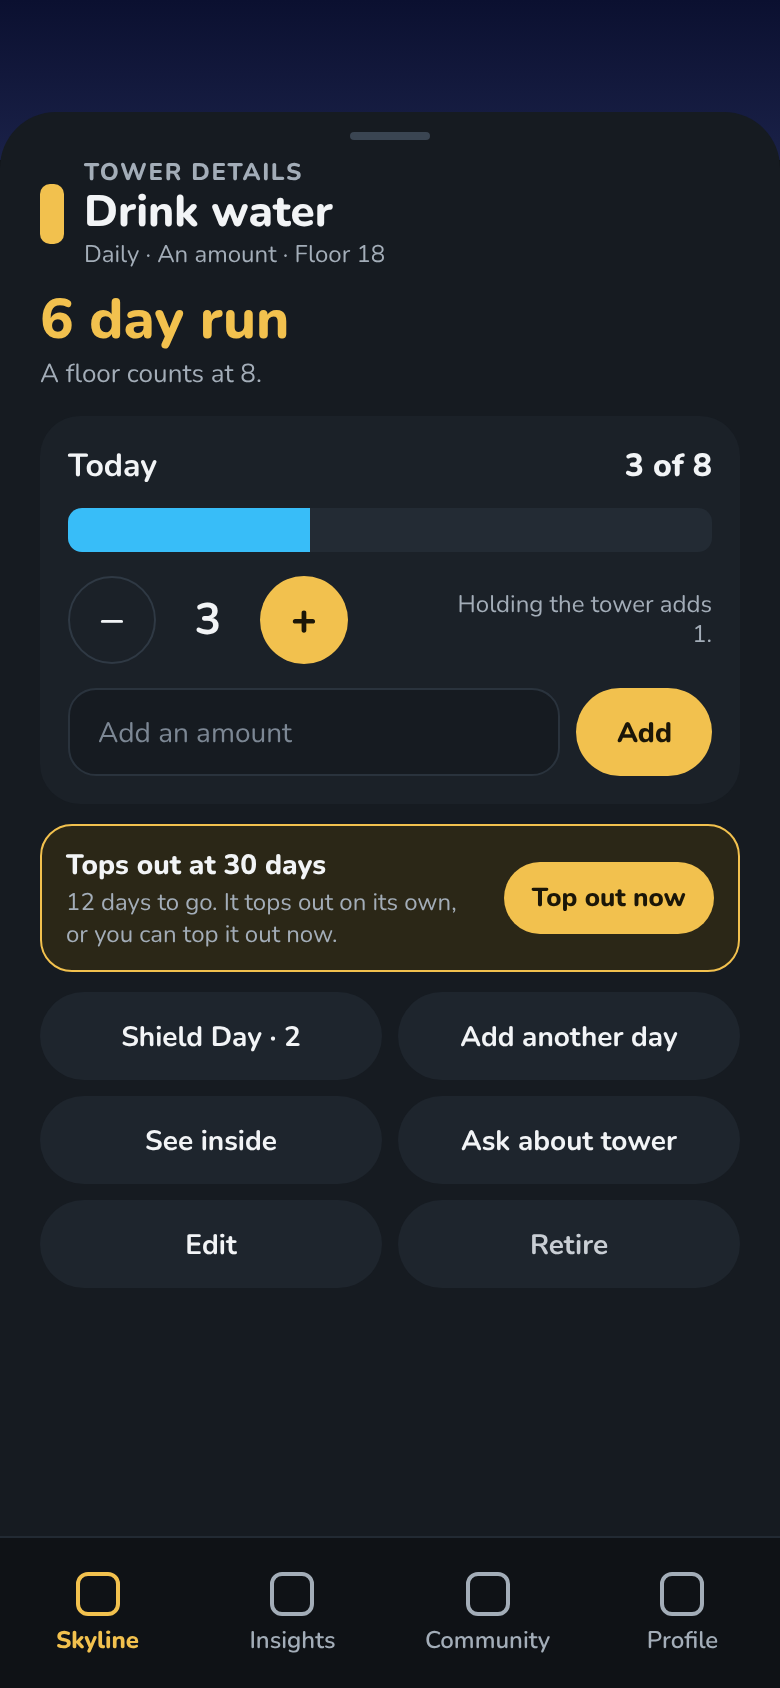 TOWER DETAILS
Drink water
Daily · An amount · Floor 18
6 day run
A floor counts at 8.
Today
3 of 8
−
3
+
Holding the tower adds
1.
Add an amount
Add
Tops out at 30 days
12 days to go. It tops out on its own,
or you can top it out now.
Top out now
Shield Day · 2
Add another day
See inside
Ask about tower
Edit
Retire
Skyline
Insights
Community
Profile